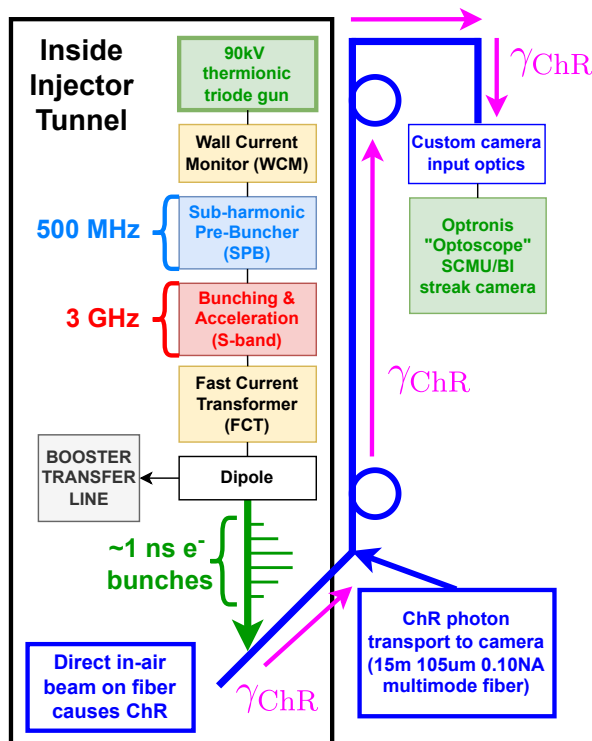 Inside
Injector
Tunnel
90kV
thermionic
triode gun
Wall Current
Monitor (WCM)
500 MHz
Sub-harmonic
Pre-Buncher
(SPB)
3 GHz
Bunching &
Acceleration
(S-band)
Fast Current
Transformer
(FCT)
BOOSTER
TRANSFER
LINE
Dipole
~1 ns e⁻
bunches
Direct in-air
beam on fiber
causes ChR
γChR
γChR
γChR
Custom camera
input optics
Optronis
"Optoscope"
SCMU/BI
streak camera
ChR photon
transport to camera
(15m 105um 0.10NA
multimode fiber)